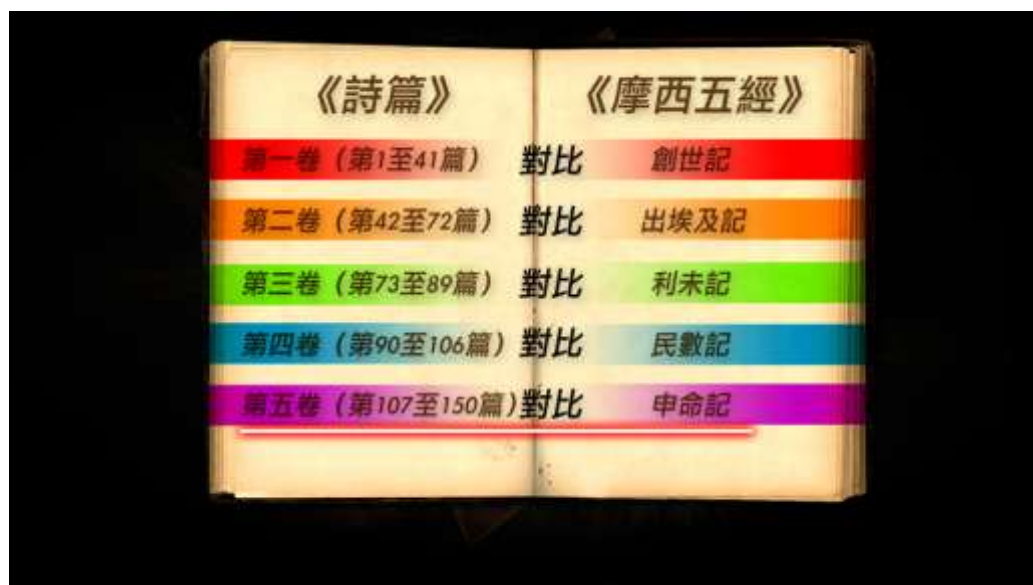 《詩篇》 《摩西五經》
第一卷（第1至41篇） 對比 創世記
第二卷（第42至72篇） 對比 出埃及記
第三卷（第73至89篇） 對比 利未記
第四卷（第90至106篇） 對比 民數記
第五卷（第107至150篇） 對比 申命記